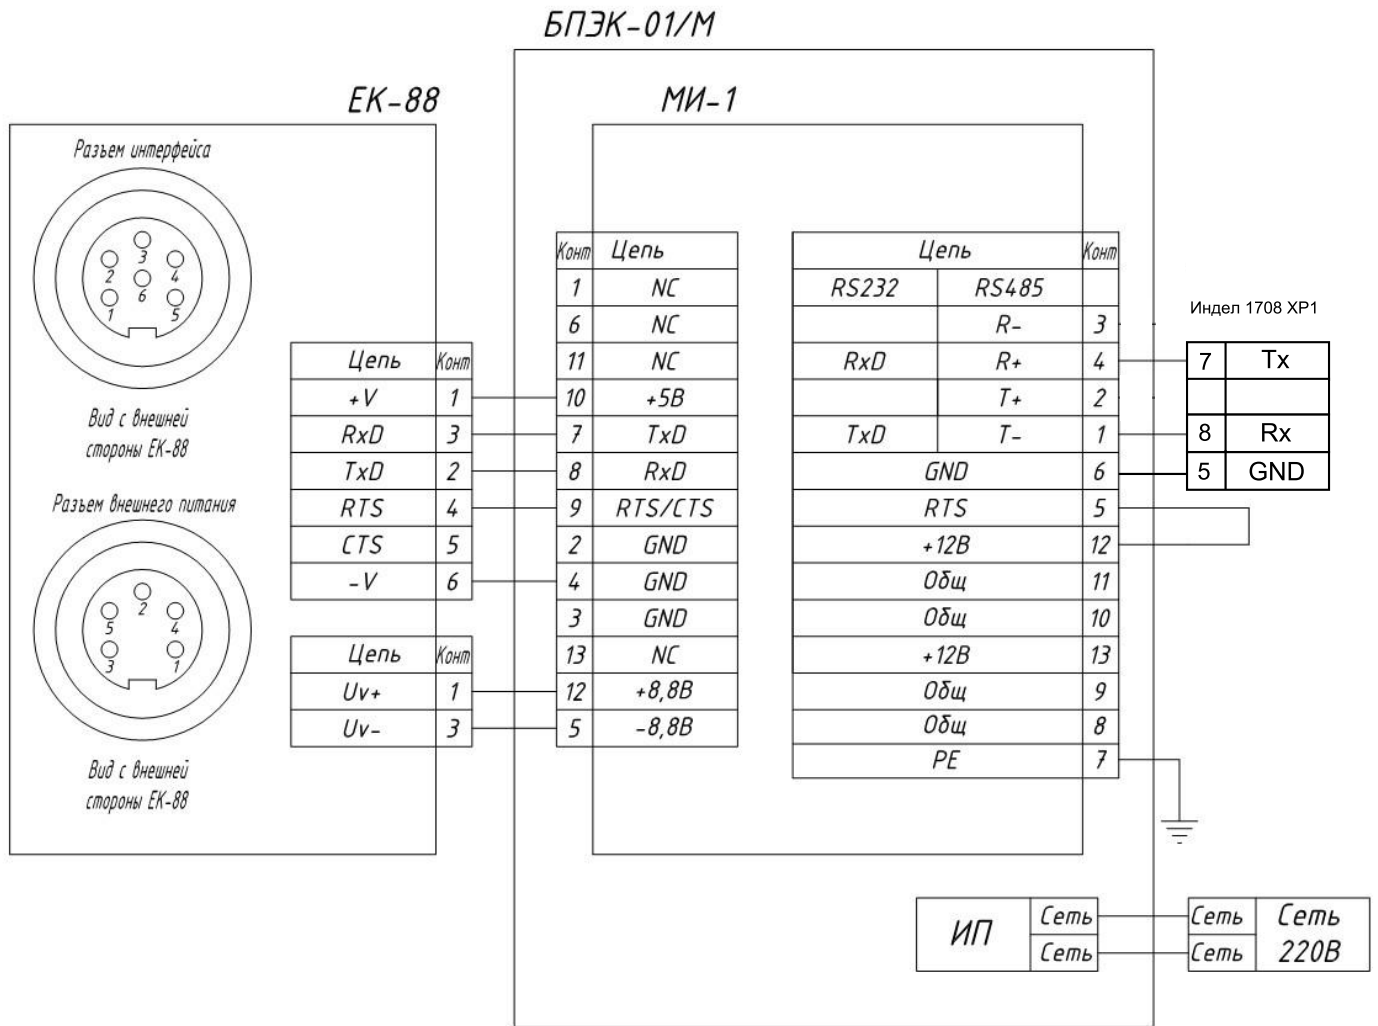 БПЭК-01/М
ЕК-88
МИ-1
Разъем интерфейса
3
2
4
6
1
5
Вид с внешней
стороны ЕК-88
Разъем внешнего питания
2
5
4
3
1
Вид с внешней
стороны ЕК-88
Цепь Конт
+V 1
RxD 3
TxD 2
RTS 4
CTS 5
-V 6
Цепь Конт
Uv+ 1
Uv- 3
Конт Цепь
1 NC
6 NC
11 NC
10 +5В
7 TxD
8 RxD
9 RTS/CTS
2 GND
4 GND
3 GND
13 NC
12 +8,8В
5 -8,8В
Цепь Конт
RS232 RS485
R- 3
RxD R+ 4
T+ 2
TxD T- 1
GND 6
RTS 5
+12В 12
Общ 11
Общ 10
+12В 13
Общ 9
Общ 8
PE 7
Индел 1708 XP1
7 Tx
8 Rx
5 GND
ИП
Сеть
Сеть
Сеть
Сеть
Сеть
220В